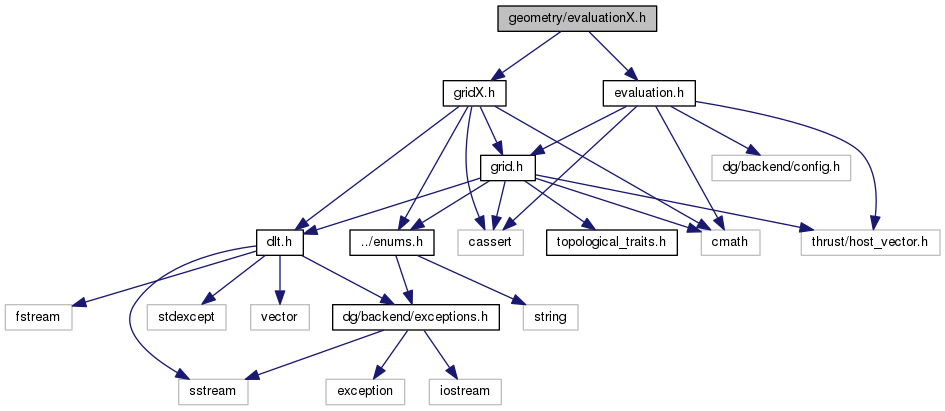 geometry/evaluationX.h
gridX.h
evaluation.h
grid.h
dg/backend/config.h
dlt.h
../enums.h
cassert
topological_traits.h
cmath
thrust/host_vector.h
fstream
stdexcept
vector
dg/backend/exceptions.h
string
sstream
exception
iostream